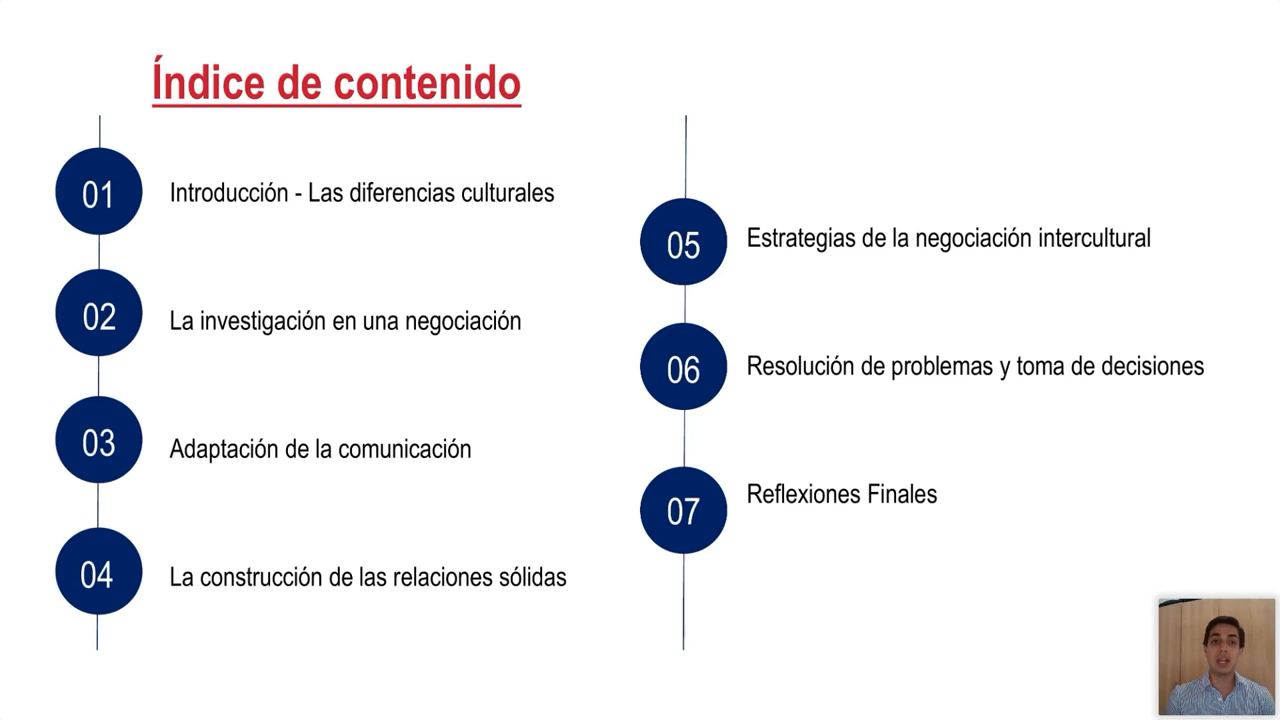 Índice de contenido
01
Introducción - Las diferencias culturales
02
La investigación en una negociación
03
Adaptación de la comunicación
04
La construcción de las relaciones sólidas
05
Estrategias de la negociación intercultural
06
Resolución de problemas y toma de decisiones
07
Reflexiones Finales